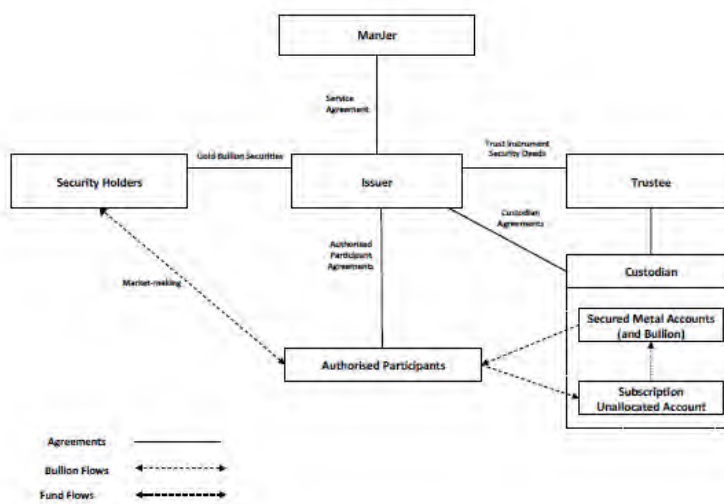 ManJer
Service
Agreement
Gold Bullion Securities
Trust Instrument
Security Deeds
Security Holders
Issuer
Trustee
Custodian
Agreements
Authorised
Participant
Agreements
Market-making
Custodian
Secured Metal Accounts
(and Bullion)
Authorised Participants
Subscription
Unallocated Account
Agreements
Bullion Flows
Fund Flows